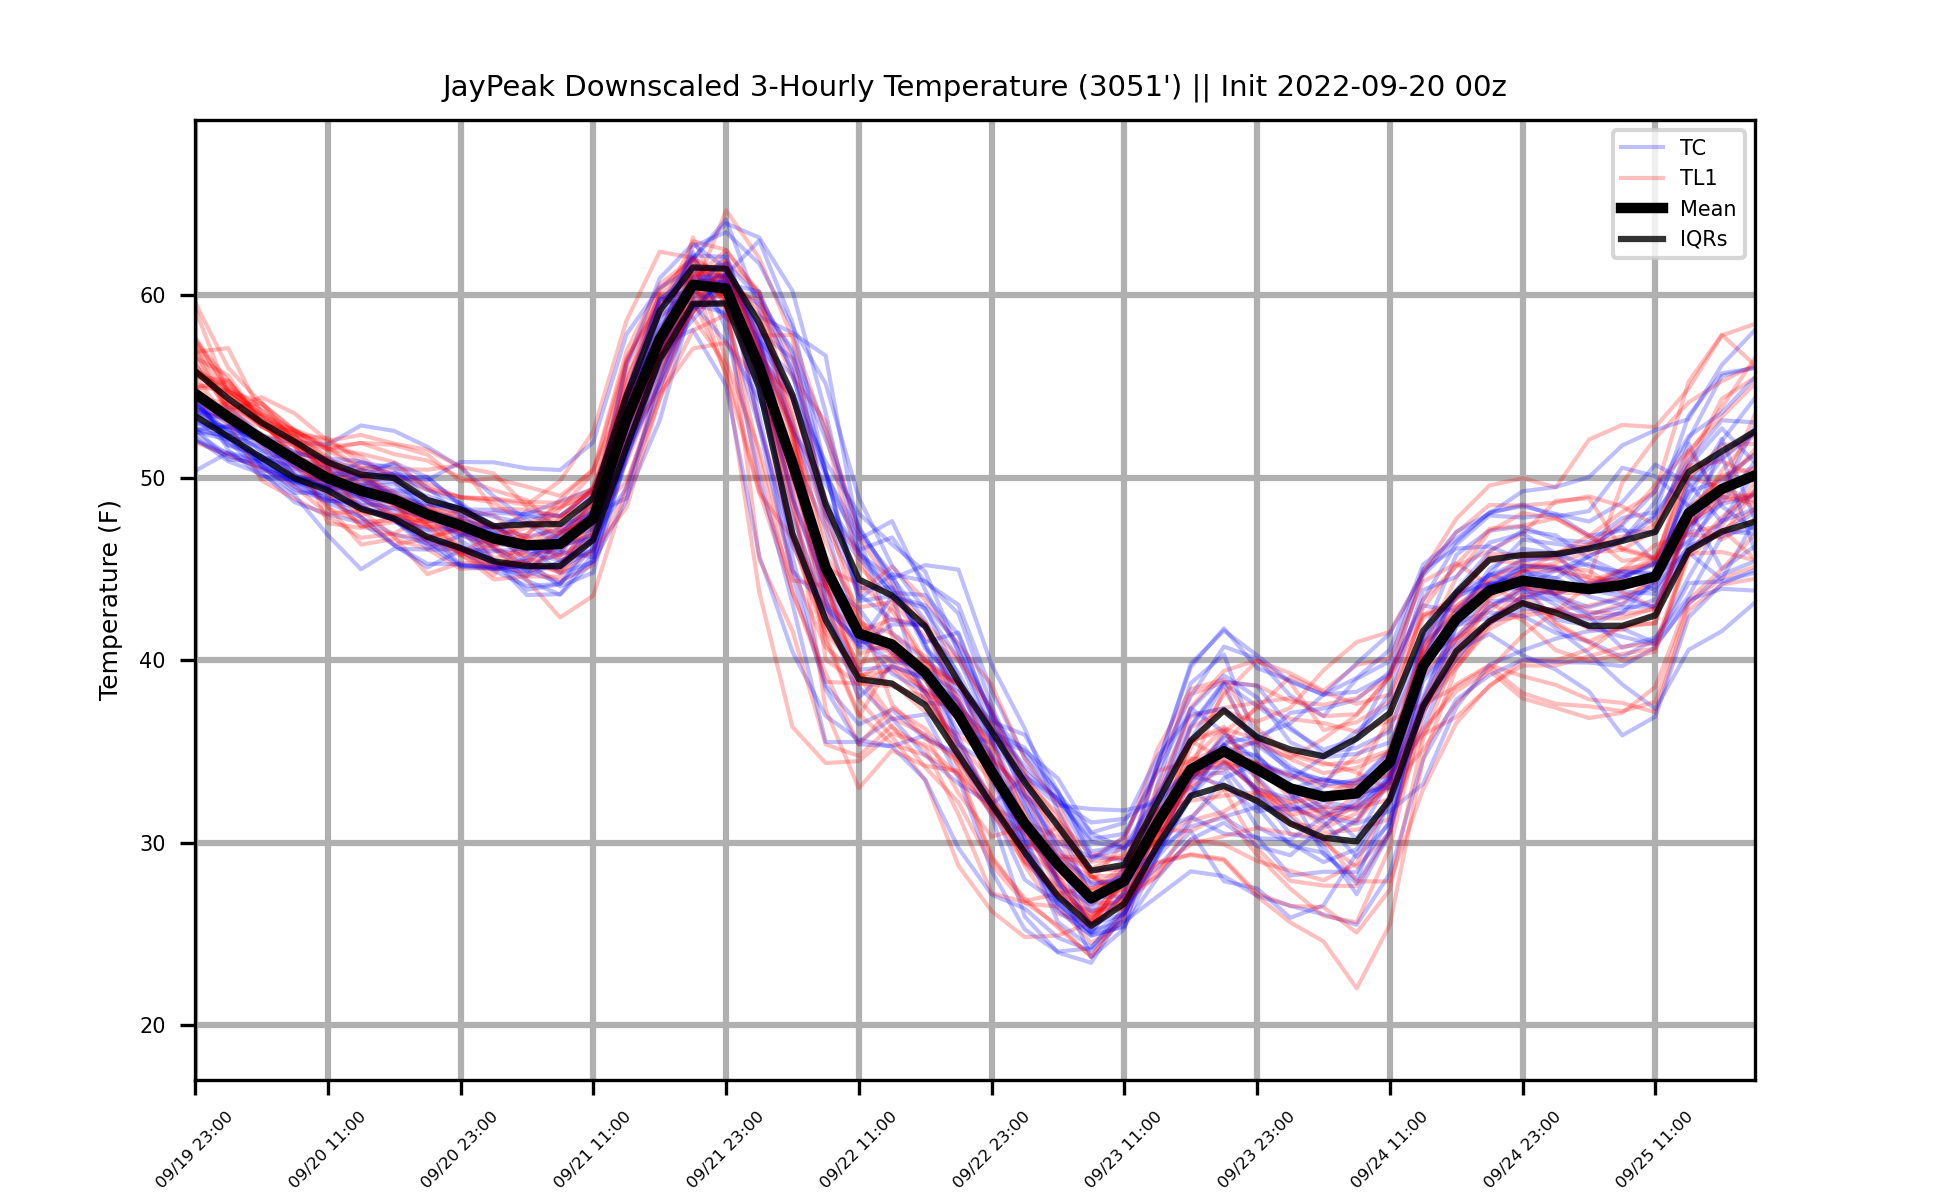 JayPeak Downscaled 3-Hourly Temperature (3051') || Init 2022-09-20 00z
TC
TL1
Mean
IQRs
Temperature (F)
60
50
40
30
20
09/19 23:00
09/20 11:00
09/20 23:00
09/21 11:00
09/21 23:00
09/22 11:00
09/22 23:00
09/23 11:00
09/23 23:00
09/24 11:00
09/24 23:00
09/25 11:00